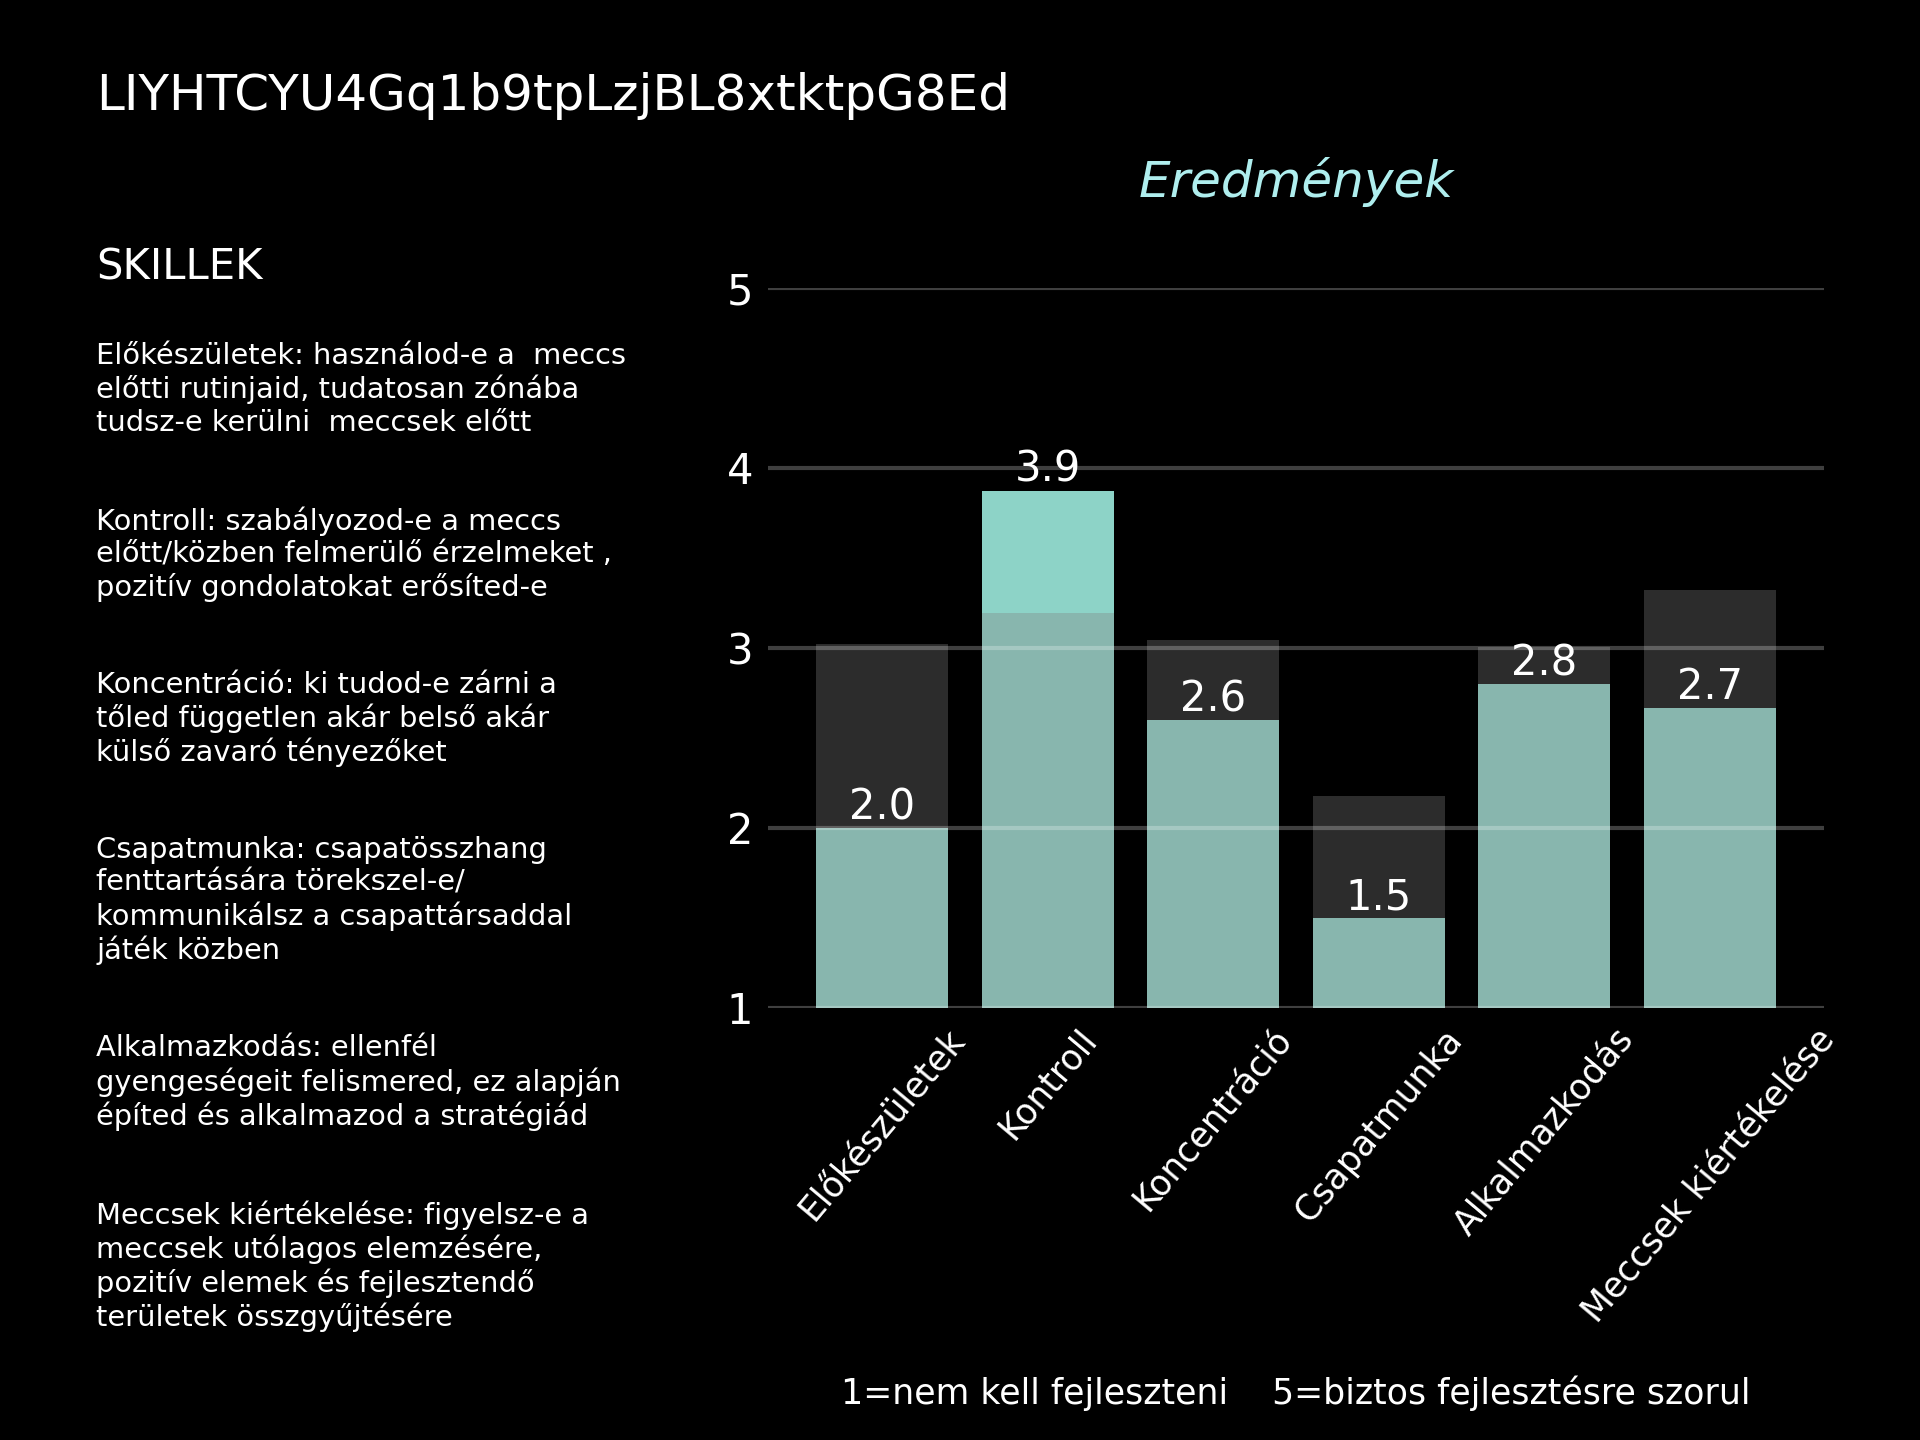 LIYHTCYU4Gq1b9tpLzjBL8xtktpG8Ed
Eredmények
SKILLEK
Előkészületek: használod-e a  meccs
előtti rutinjaid, tudatosan zónába
tudsz-e kerülni  meccsek előtt
Kontroll: szabályozod-e a meccs
előtt/közben felmerülő érzelmeket ,
pozitív gondolatokat erősíted-e
Koncentráció: ki tudod-e zárni a
tőled független akár belső akár
külső zavaró tényezőket
Csapatmunka: csapatösszhang
fenttartására törekszel-e/
kommunikálsz a csapattársaddal
játék közben
Alkalmazkodás: ellenfél
gyengeségeit felismered, ez alapján
építed és alkalmazod a stratégiád
Meccsek kiértékelése: figyelsz-e a
meccsek utólagos elemzésére,
pozitív elemek és fejlesztendő
területek összgyűjtésére
5
4
3
2
1
2.0
3.9
2.6
1.5
2.8
2.7
Előkészületek
Kontroll
Koncentráció
Csapatmunka
Alkalmazkodás
Meccsek kiértékelése
1=nem kell fejleszteni    5=biztos fejlesztésre szorul